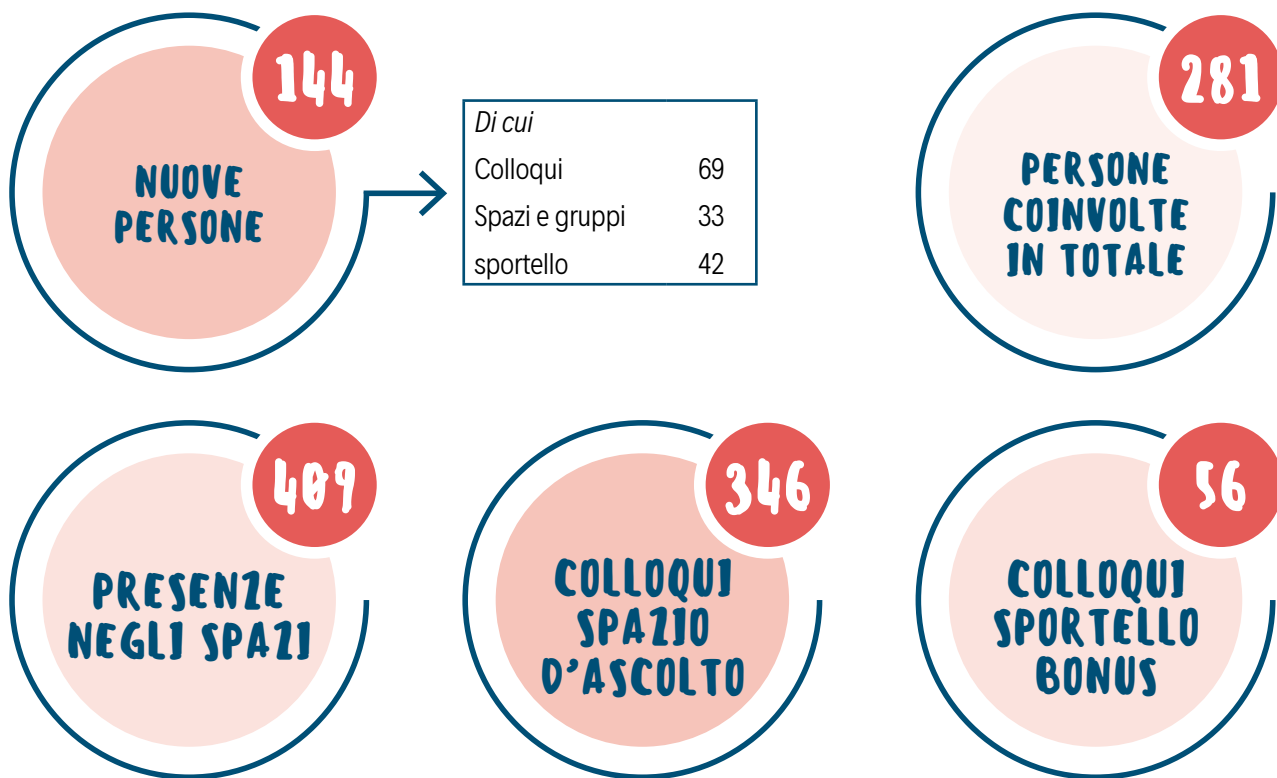 144
NUOVE
PERSONE
Di cui
Colloqui 69
Spazi e gruppi 33
sportello 42
281
PERSONE
COINVOLTE
IN TOTALE
409
PRESENZE
NEGLI SPAZI
346
COLLOQUI
SPAZIO
D'ASCOLTO
56
COLLOQUI
SPORTELLO
BONUS